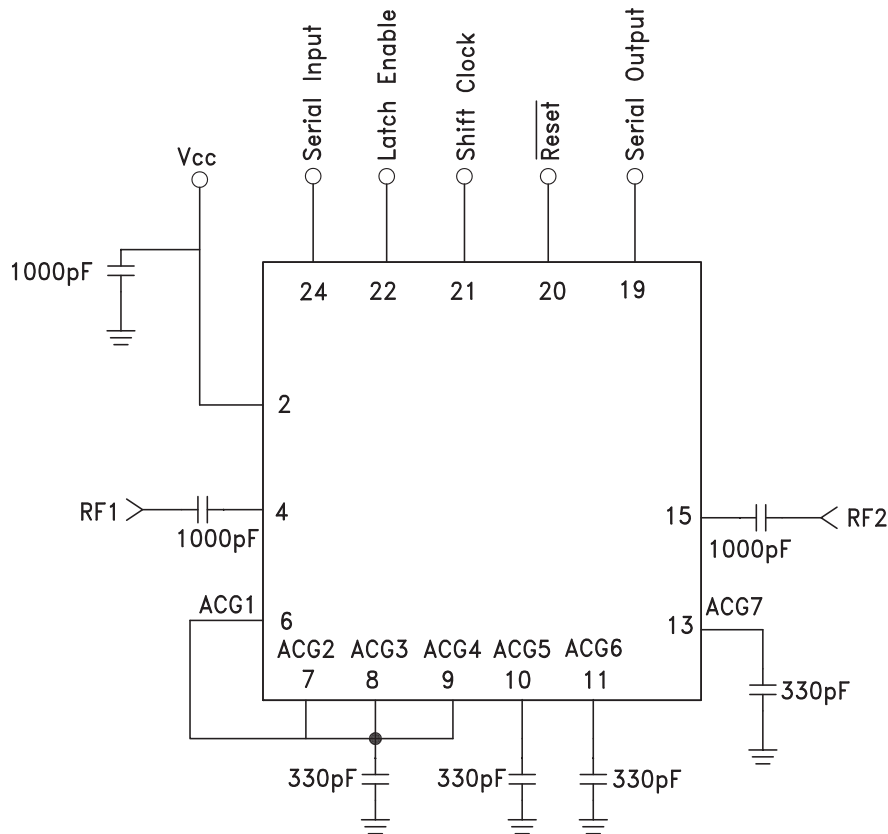 Serial Input
Latch Enable
Shift Clock
Reset
Serial Output
Vcc
1000pF
24 22 21 20 19
2
RF1
4
1000pF
15
RF2
1000pF
ACG1
6
ACG7
13
ACG2 ACG3 ACG4 ACG5 ACG6
7 8 9 10 11
330pF
330pF 330pF 330pF